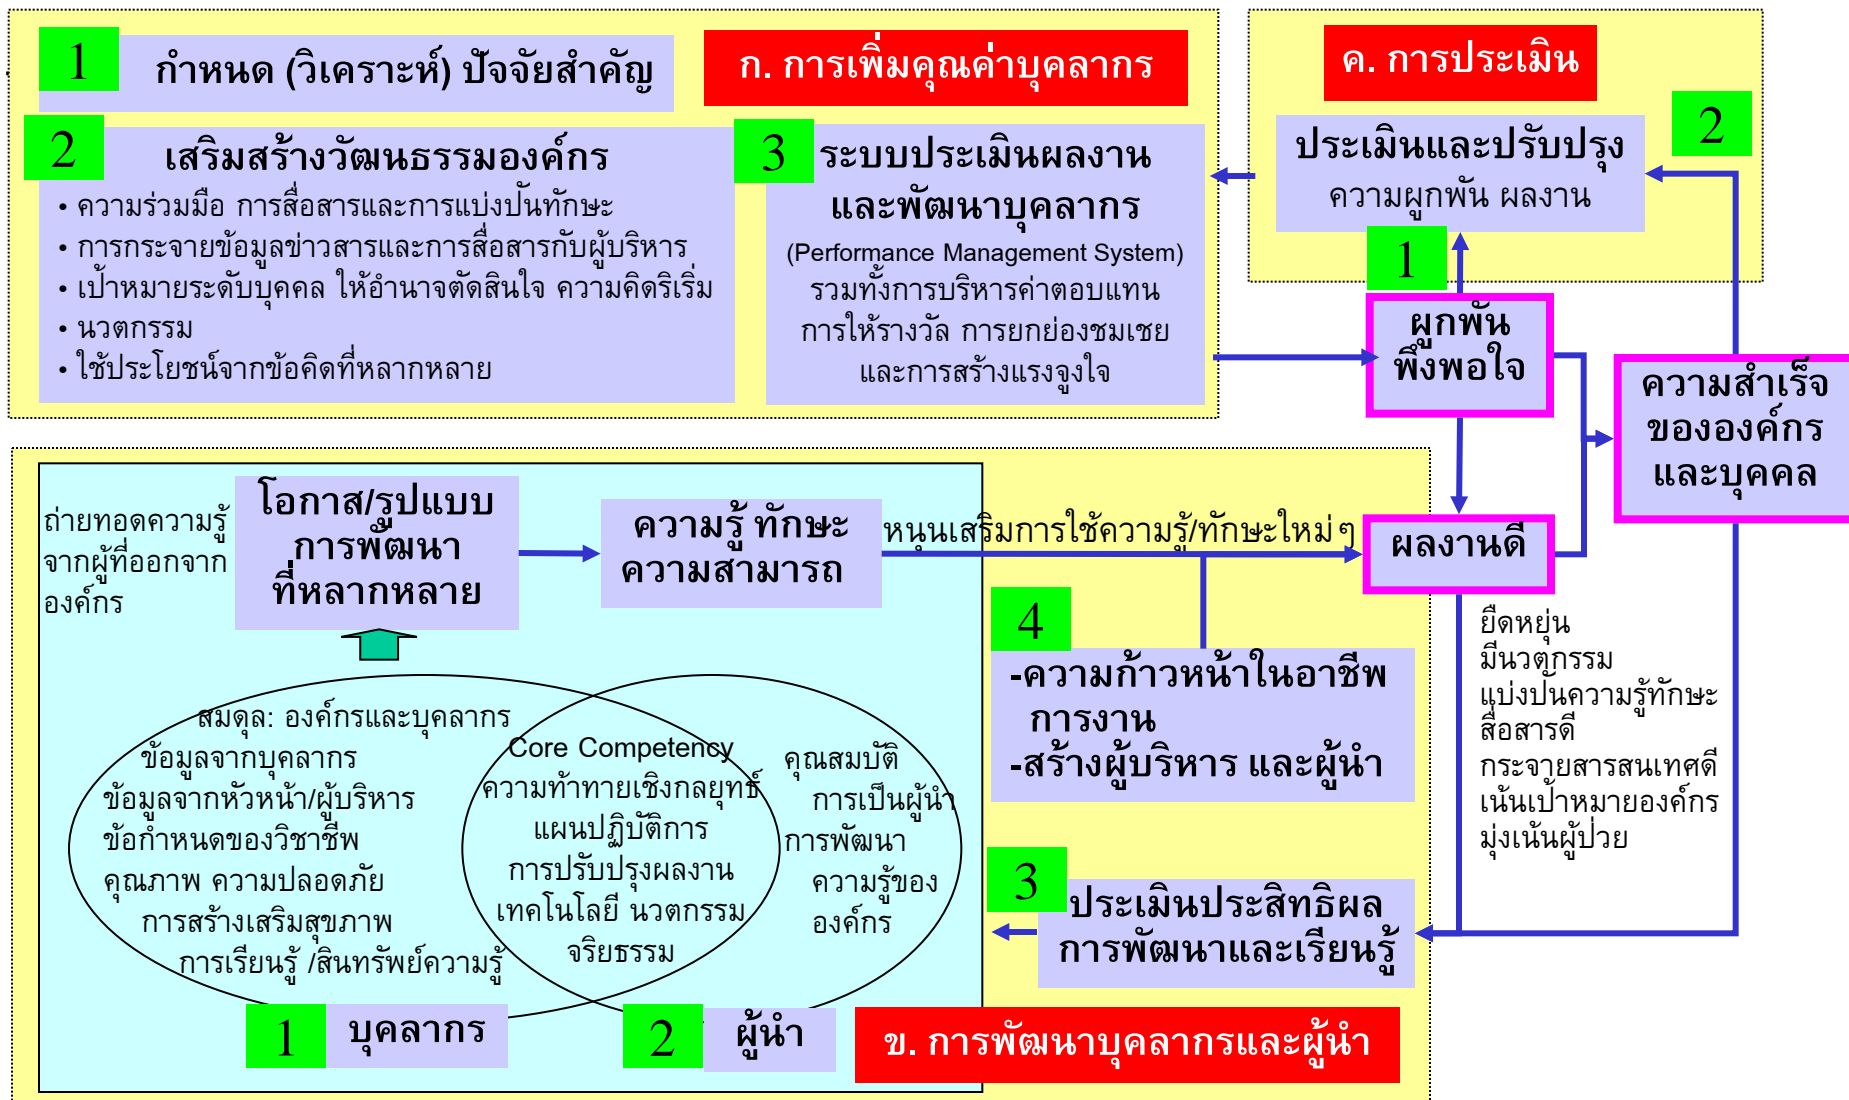 1
กำหนด (วิเคราะห์) ปัจจัยสำคัญ
ก. การเพิ่มคุณค่าบุคลากร
2
เสริมสร้างวัฒนธรรมองค์กร
• ความร่วมมือ การสื่อสารและการแบ่งปันทักษะ
• การกระจายข้อมูลข่าวสารและการสื่อสารกับผู้บริหาร
• เป้าหมายระดับบุคคล ให้อำนาจตัดสินใจ ความคิดริเริ่ม
• นวตกรรม
• ใช้ประโยชน์จากข้อคิดที่หลากหลาย
3
ระบบประเมินผลงาน
และพัฒนาบุคลากร
(Performance Management System)
รวมทั้งการบริหารค่าตอบแทน
การให้รางวัล การยกย่องชมเชย
และการสร้างแรงจูงใจ
ค. การประเมิน
2
ประเมินและปรับปรุง
ความผูกพัน ผลงาน
1
ผูกพัน
พึงพอใจ
ความสำเร็จ
ขององค์กร
และบุคคล
ถ่ายทอดความรู้
จากผู้ที่ออกจาก
องค์กร
โอกาส/รูปแบบ
การพัฒนา
ที่หลากหลาย
ความรู้ ทักษะ
ความสามารถ
หนุนเสริมการใช้ความรู้/ทักษะใหม่ๆ
ผลงานดี
4
-ความก้าวหน้าในอาชีพ
การงาน
-สร้างผู้บริหาร และผู้นำ
ยืดหยุ่น
มีนวตกรรม
แบ่งปันความรู้ทักษะ
สื่อสารดี
กระจายสารสนเทศดี
เน้นเป้าหมายองค์กร
มุ่งเน้นผู้ป่วย
สมดุล: องค์กรและบุคลากร
ข้อมูลจากบุคลากร
ข้อมูลจากหัวหน้า/ผู้บริหาร
ข้อกำหนดของวิชาชีพ
คุณภาพ ความปลอดภัย
การสร้างเสริมสุขภาพ
การเรียนรู้ /สินทรัพย์ความรู้
Core Competency
ความท้าทายเชิงกลยุทธ์
แผนปฏิบัติการ
การปรับปรุงผลงาน
เทคโนโลยี นวตกรรม
จริยธรรม
คุณสมบัติ
การเป็นผู้นำ
การพัฒนา
ความรู้ของ
องค์กร
3
ประเมินประสิทธิผล
การพัฒนาและเรียนรู้
1
บุคลากร
2
ผู้นำ
ข. การพัฒนาบุคลากรและผู้นำ